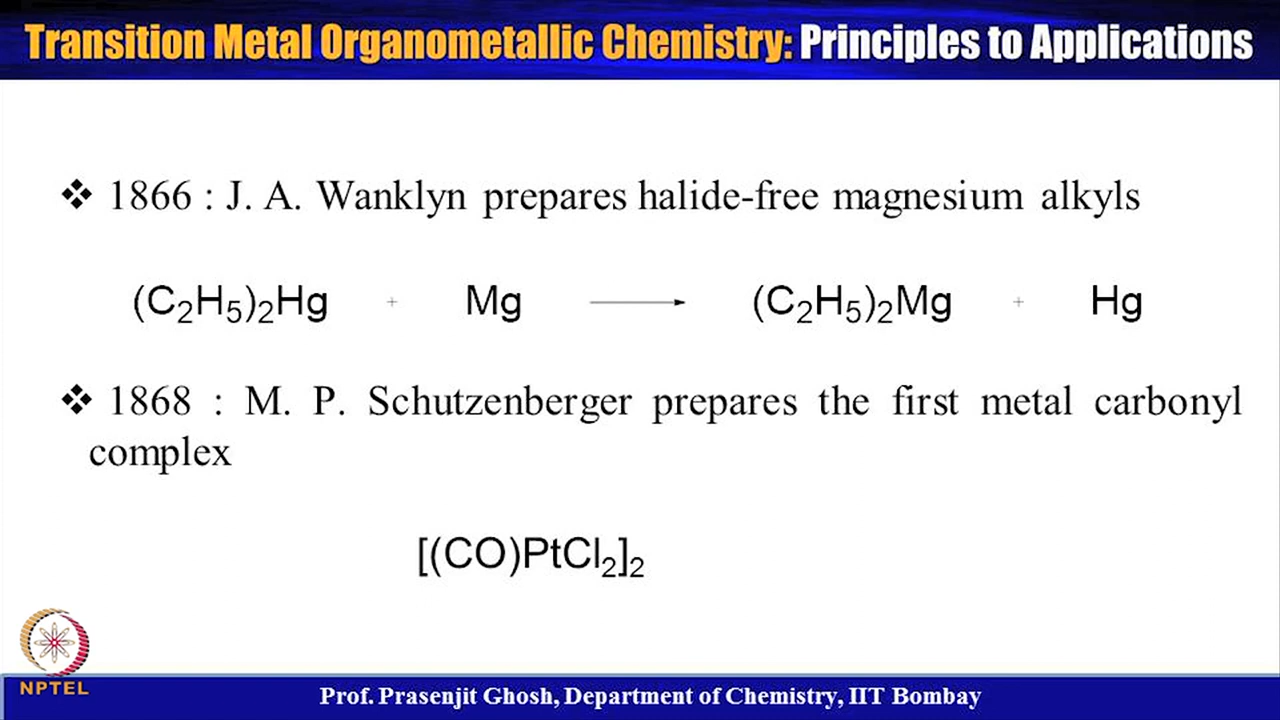 Transition Metal Organometallic Chemistry: Principles to Applications
❖ 1866 : J. A. Wanklyn prepares halide-free magnesium alkyls
(C₂H₅)₂Hg + Mg ⟶ (C₂H₅)₂Mg + Hg
❖ 1868 : M. P. Schutzenberger prepares the first metal carbonyl
complex
[(CO)PtCl₂]₂
NPTEL
Prof. Prasenjit Ghosh, Department of Chemistry, IIT Bombay